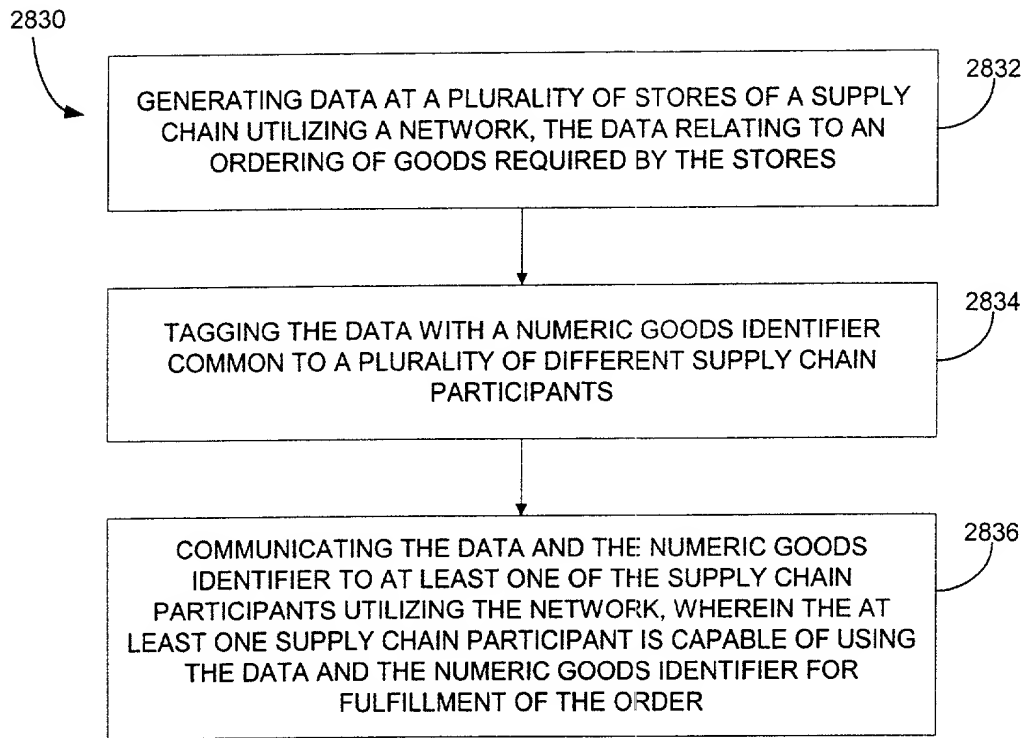 2830
2832
GENERATING DATA AT A PLURALITY OF STORES OF A SUPPLY
CHAIN UTILIZING A NETWORK, THE DATA RELATING TO AN
ORDERING OF GOODS REQUIRED BY THE STORES
2834
TAGGING THE DATA WITH A NUMERIC GOODS IDENTIFIER
COMMON TO A PLURALITY OF DIFFERENT SUPPLY CHAIN
PARTICIPANTS
2836
COMMUNICATING THE DATA AND THE NUMERIC GOODS
IDENTIFIER TO AT LEAST ONE OF THE SUPPLY CHAIN
PARTICIPANTS UTILIZING THE NETWORK, WHEREIN THE AT
LEAST ONE SUPPLY CHAIN PARTICIPANT IS CAPABLE OF USING
THE DATA AND THE NUMERIC GOODS IDENTIFIER FOR
FULFILLMENT OF THE ORDER